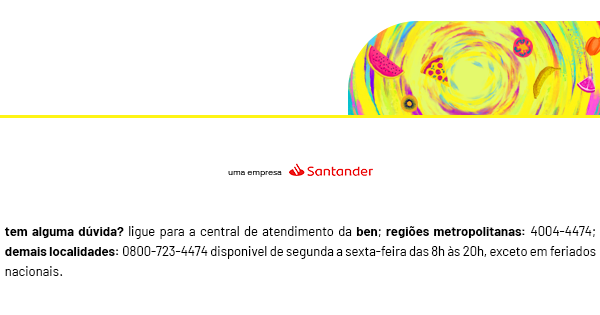 uma empresa Santander
tem alguma dúvida? ligue para a central de atendimento da ben; regiões metropolitanas: 4004-4474;
demais localidades: 0800-723-4474 disponivel de segunda a sexta-feira das 8h às 20h, exceto em feriados
nacionais.